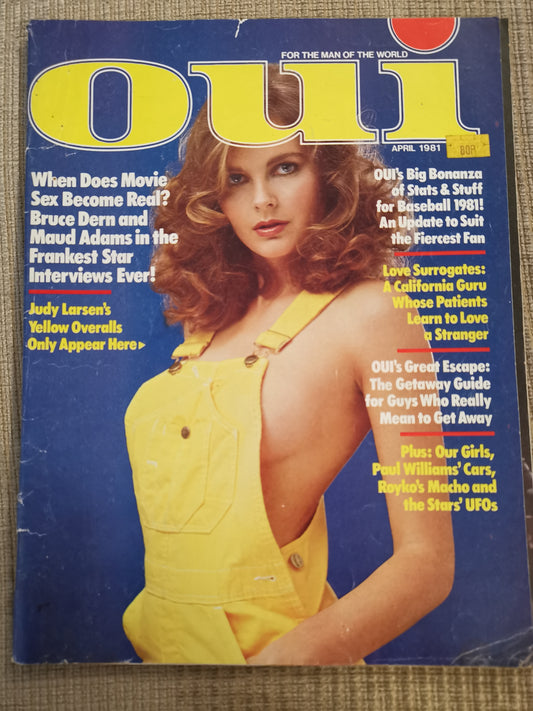 FOR THE MAN OF THE WORLD
oui
APRIL 1981
80R
When Does Movie
Sex Become Real?
Bruce Dern and
Maud Adams in the
Frankest Star
Interviews Ever!
Judy Larsen's
Yellow Overalls
Only Appear Here ▸
OUI's Big Bonanza
of Stats & Stuff
for Baseball 1981!
An Update to Suit
the Fiercest Fan
Love Surrogates:
A California Guru
Whose Patients
Learn to Love
a Stranger
OUI's Great Escape:
The Getaway Guide
for Guys Who Really
Mean to Get Away
Plus: Our Girls,
Paul Williams' Cars,
Royko's Macho and
the Stars' UFOs